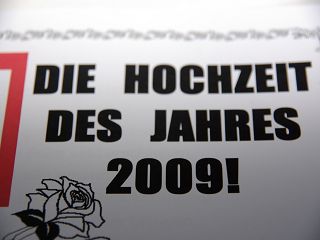 DIE HOCHZEIT
DES JAHRES
2009!